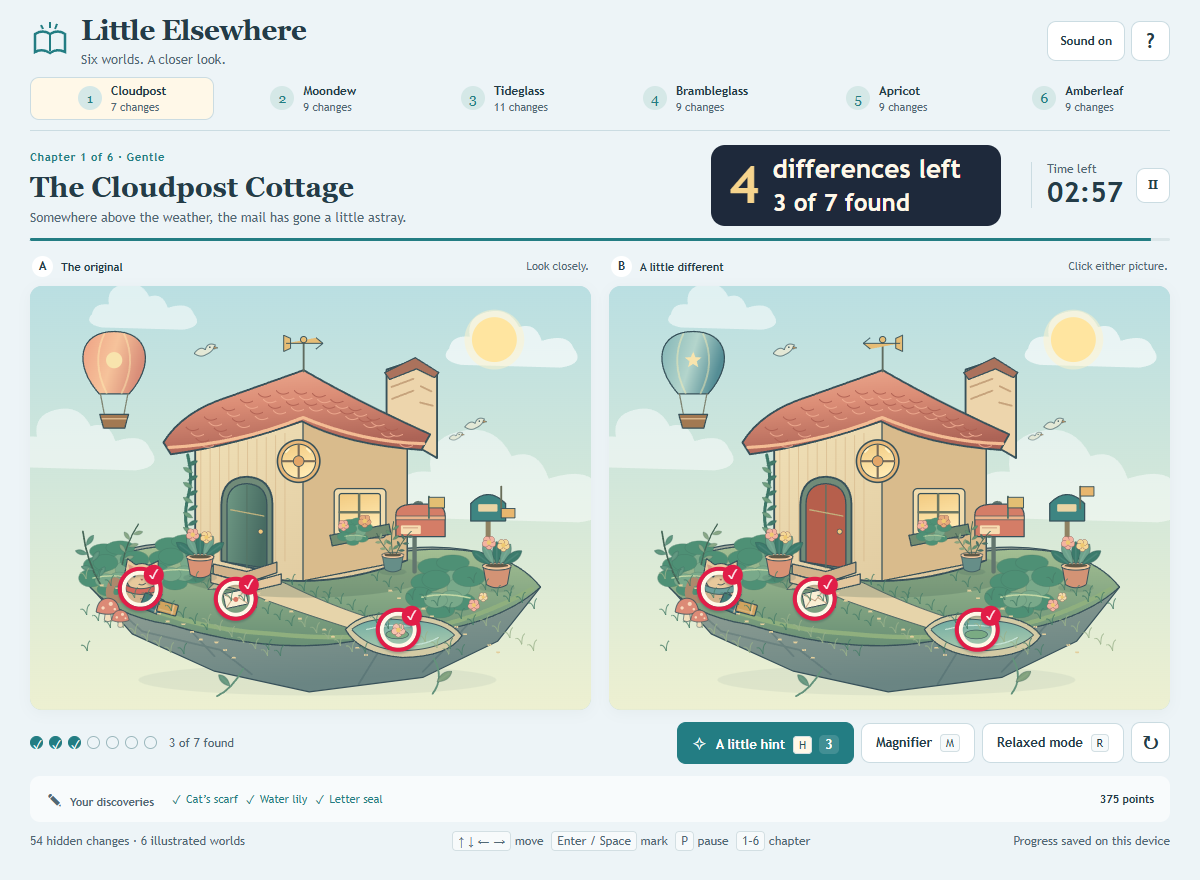 Little Elsewhere
Six worlds. A closer look.
Sound on
?
1 Cloudpost
7 changes
2 Moondew
9 changes
3 Tideglass
11 changes
4 Brambleglass
9 changes
5 Apricot
9 changes
6 Amberleaf
9 changes
Chapter 1 of 6 · Gentle
The Cloudpost Cottage
Somewhere above the weather, the mail has gone a little astray.
4 differences left
3 of 7 found
Time left
02:57
A The original
Look closely.
B A little different
Click either picture.
3 of 7 found
A little hint H 3
Magnifier M
Relaxed mode R
Your discoveries ✓ Cat's scarf ✓ Water lily ✓ Letter seal
375 points
54 hidden changes · 6 illustrated worlds
↑ ↓ ← → move Enter / Space mark P pause 1-6 chapter
Progress saved on this device